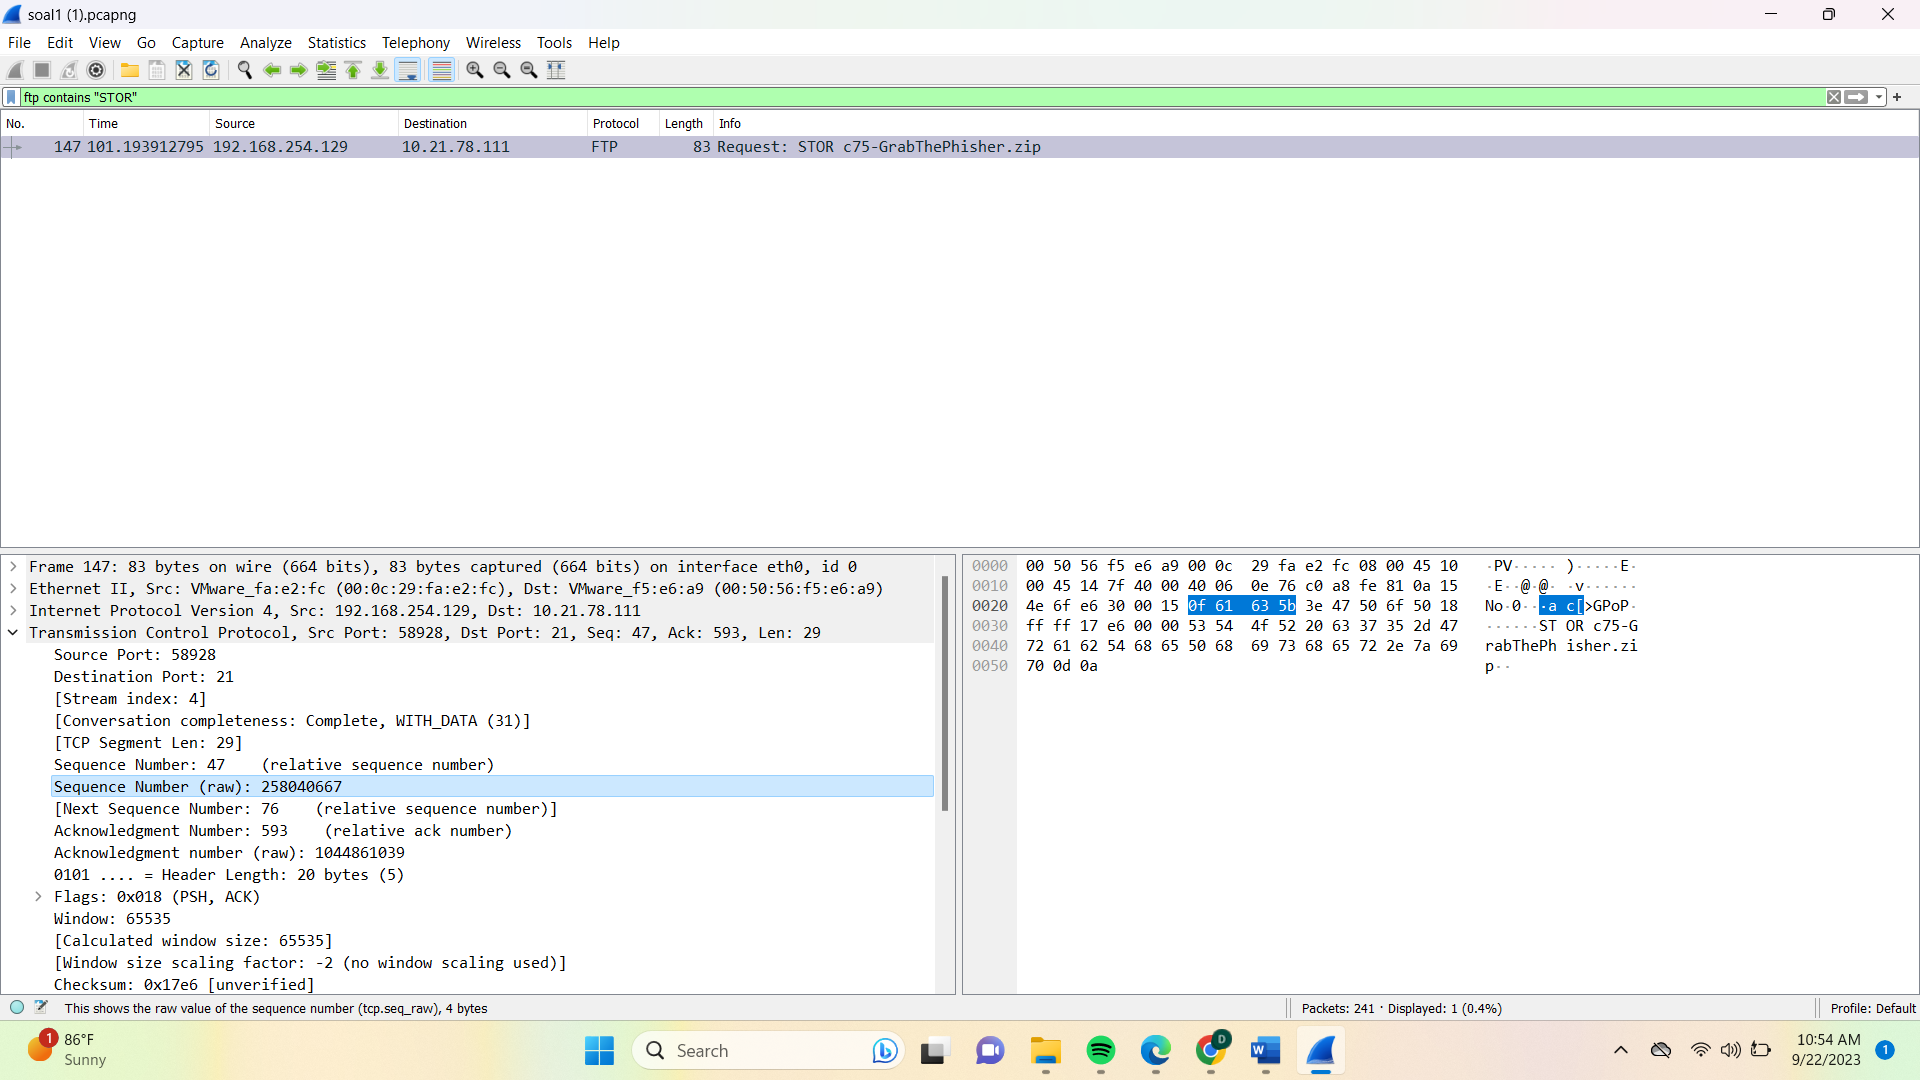 soal1 (1).pcapng
File Edit View Go Capture Analyze Statistics Telephony Wireless Tools Help
ftp contains "STOR"
No. Time Source Destination Protocol Length Info
147 101.193912795 192.168.254.129 10.21.78.111 FTP 83 Request: STOR c75-GrabThePhisher.zip
Frame 147: 83 bytes on wire (664 bits), 83 bytes captured (664 bits) on interface eth0, id 0
Ethernet II, Src: VMware_fa:e2:fc (00:0c:29:fa:e2:fc), Dst: VMware_f5:e6:a9 (00:50:56:f5:e6:a9)
Internet Protocol Version 4, Src: 192.168.254.129, Dst: 10.21.78.111
Transmission Control Protocol, Src Port: 58928, Dst Port: 21, Seq: 47, Ack: 593, Len: 29
Source Port: 58928
Destination Port: 21
[Stream index: 4]
[Conversation completeness: Complete, WITH_DATA (31)]
[TCP Segment Len: 29]
Sequence Number: 47    (relative sequence number)
Sequence Number (raw): 258040667
[Next Sequence Number: 76    (relative sequence number)]
Acknowledgment Number: 593    (relative ack number)
Acknowledgment number (raw): 1044861039
0101 .... = Header Length: 20 bytes (5)
Flags: 0x018 (PSH, ACK)
Window: 65535
[Calculated window size: 65535]
[Window size scaling factor: -2 (no window scaling used)]
Checksum: 0x17e6 [unverified]
0000 00 50 56 f5 e6 a9 00 0c 29 fa e2 fc 08 00 45 10 ·PV····· )·····E·
0010 00 45 14 7f 40 00 40 06 0e 76 c0 a8 fe 81 0a 15 ·E··@·@· ·v······
0020 4e 6f e6 30 00 15 0f 61 63 5b 3e 47 50 6f 50 18 No·0···a c[>GPoP·
0030 ff ff 17 e6 00 00 53 54 4f 52 20 63 37 35 2d 47 ······ST OR c75-G
0040 72 61 62 54 68 65 50 68 69 73 68 65 72 2e 7a 69 rabThePh isher.zi
0050 70 0d 0a p··
This shows the raw value of the sequence number (tcp.seq_raw), 4 bytes
Packets: 241 · Displayed: 1 (0.4%)
Profile: Default
1
86°F
Sunny
Search
D
10:54 AM
9/22/2023
1